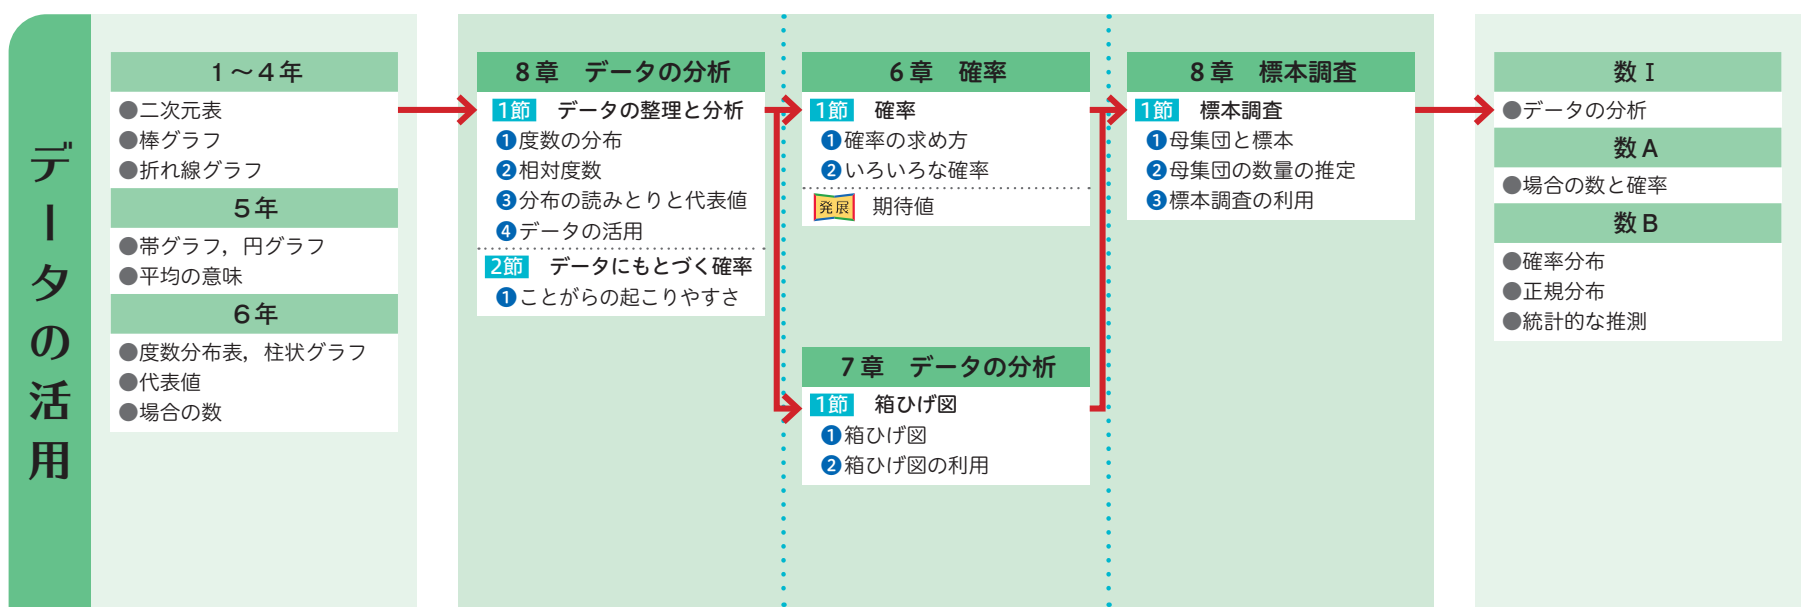 データの活用
1〜4年
●二次元表
●棒グラフ
●折れ線グラフ
5年
●帯グラフ，円グラフ
●平均の意味
6年
●度数分布表，柱状グラフ
●代表値
●場合の数
8章　データの分析
1節　データの整理と分析
❶度数の分布
❷相対度数
❸分布の読みとりと代表値
❹データの活用
2節　データにもとづく確率
❶ことがらの起こりやすさ
6章　確率
1節　確率
❶確率の求め方
❷いろいろな確率
発展　期待値
7章　データの分析
1節　箱ひげ図
❶箱ひげ図
❷箱ひげ図の利用
8章　標本調査
1節　標本調査
❶母集団と標本
❷母集団の数量の推定
❸標本調査の利用
数Ⅰ
●データの分析
数A
●場合の数と確率
数B
●確率分布
●正規分布
●統計的な推測